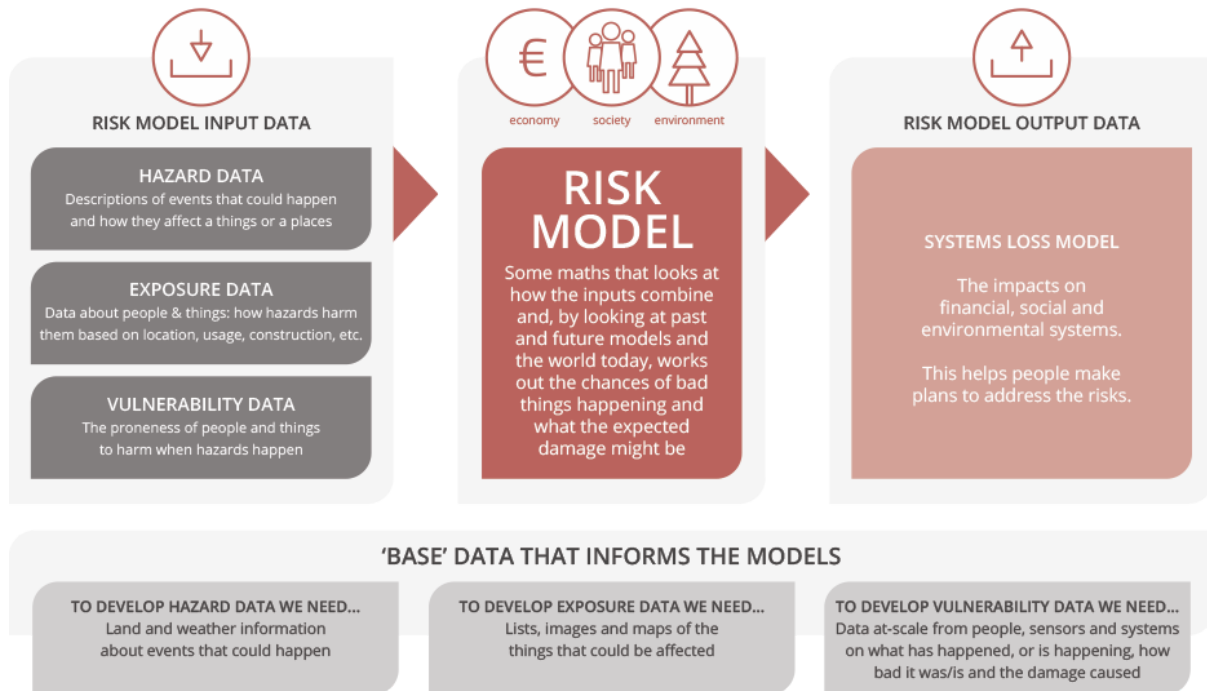 €
economy
society
environment
RISK MODEL INPUT DATA
HAZARD DATA
Descriptions of events that could happen
and how they affect a things or a places
EXPOSURE DATA
Data about people & things: how hazards harm
them based on location, usage, construction, etc.
VULNERABILITY DATA
The proneness of people and things
to harm when hazards happen
RISK
MODEL
Some maths that looks at
how the inputs combine
and, by looking at past
and future models and
the world today, works
out the chances of bad
things happening and
what the expected
damage might be
RISK MODEL OUTPUT DATA
SYSTEMS LOSS MODEL
The impacts on
financial, social and
environmental systems.
This helps people make
plans to address the risks.
‘BASE’ DATA THAT INFORMS THE MODELS
TO DEVELOP HAZARD DATA WE NEED...
Land and weather information
about events that could happen
TO DEVELOP EXPOSURE DATA WE NEED...
Lists, images and maps of the
things that could be affected
TO DEVELOP VULNERABILITY DATA WE NEED...
Data at-scale from people, sensors and systems
on what has happened, or is happening, how
bad it was/is and the damage caused